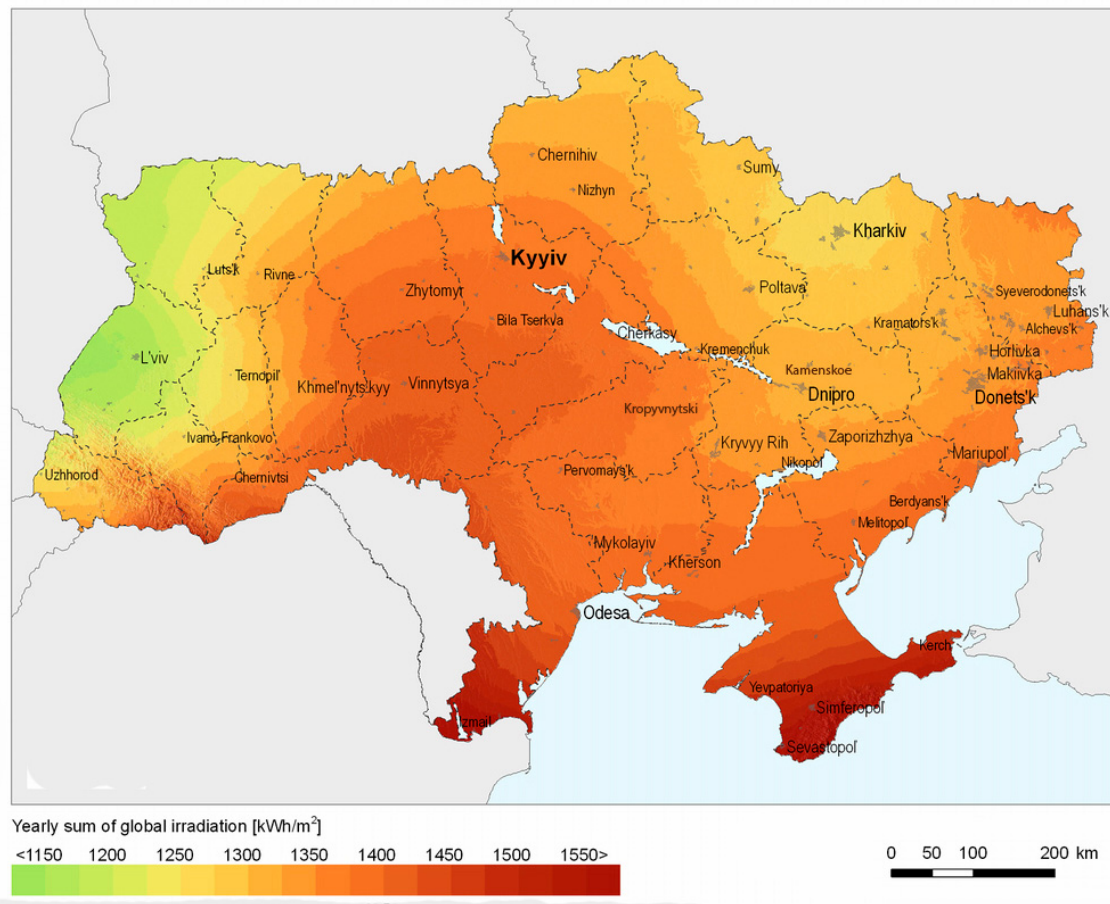 Chernihiv
Sumy
Nizhyn
Kharkiv
Kyyiv
Luts'k
Rivne
Zhytomyr
Poltava
Syeverodonets'k
Luhans'k
Bila Tserkva
Cherkasy
Kramators'k
Alchevs'k
L'viv
Kremenchuk
Horlivka
Ternopil'
Khmel'nyts'kyy
Vinnytsya
Kamenskoe
Makiivka
Dnipro
Donets'k
Kropyvnytski
Ivano-Frankovo
Kryvyy Rih
Zaporizhzhya
Mariupol'
Nikopol'
Uzhhorod
Chernivtsi
Pervomays'k
Berdyans'k
Melitopol'
Mykolayiv
Kherson
Odesa
Kerch
Yevpatoriya
Simferopol'
Izmail
Sevastopol'
Yearly sum of global irradiation [kWh/m²]
<1150 1200 1250 1300 1350 1400 1450 1500 1550>
0 50 100 200 km